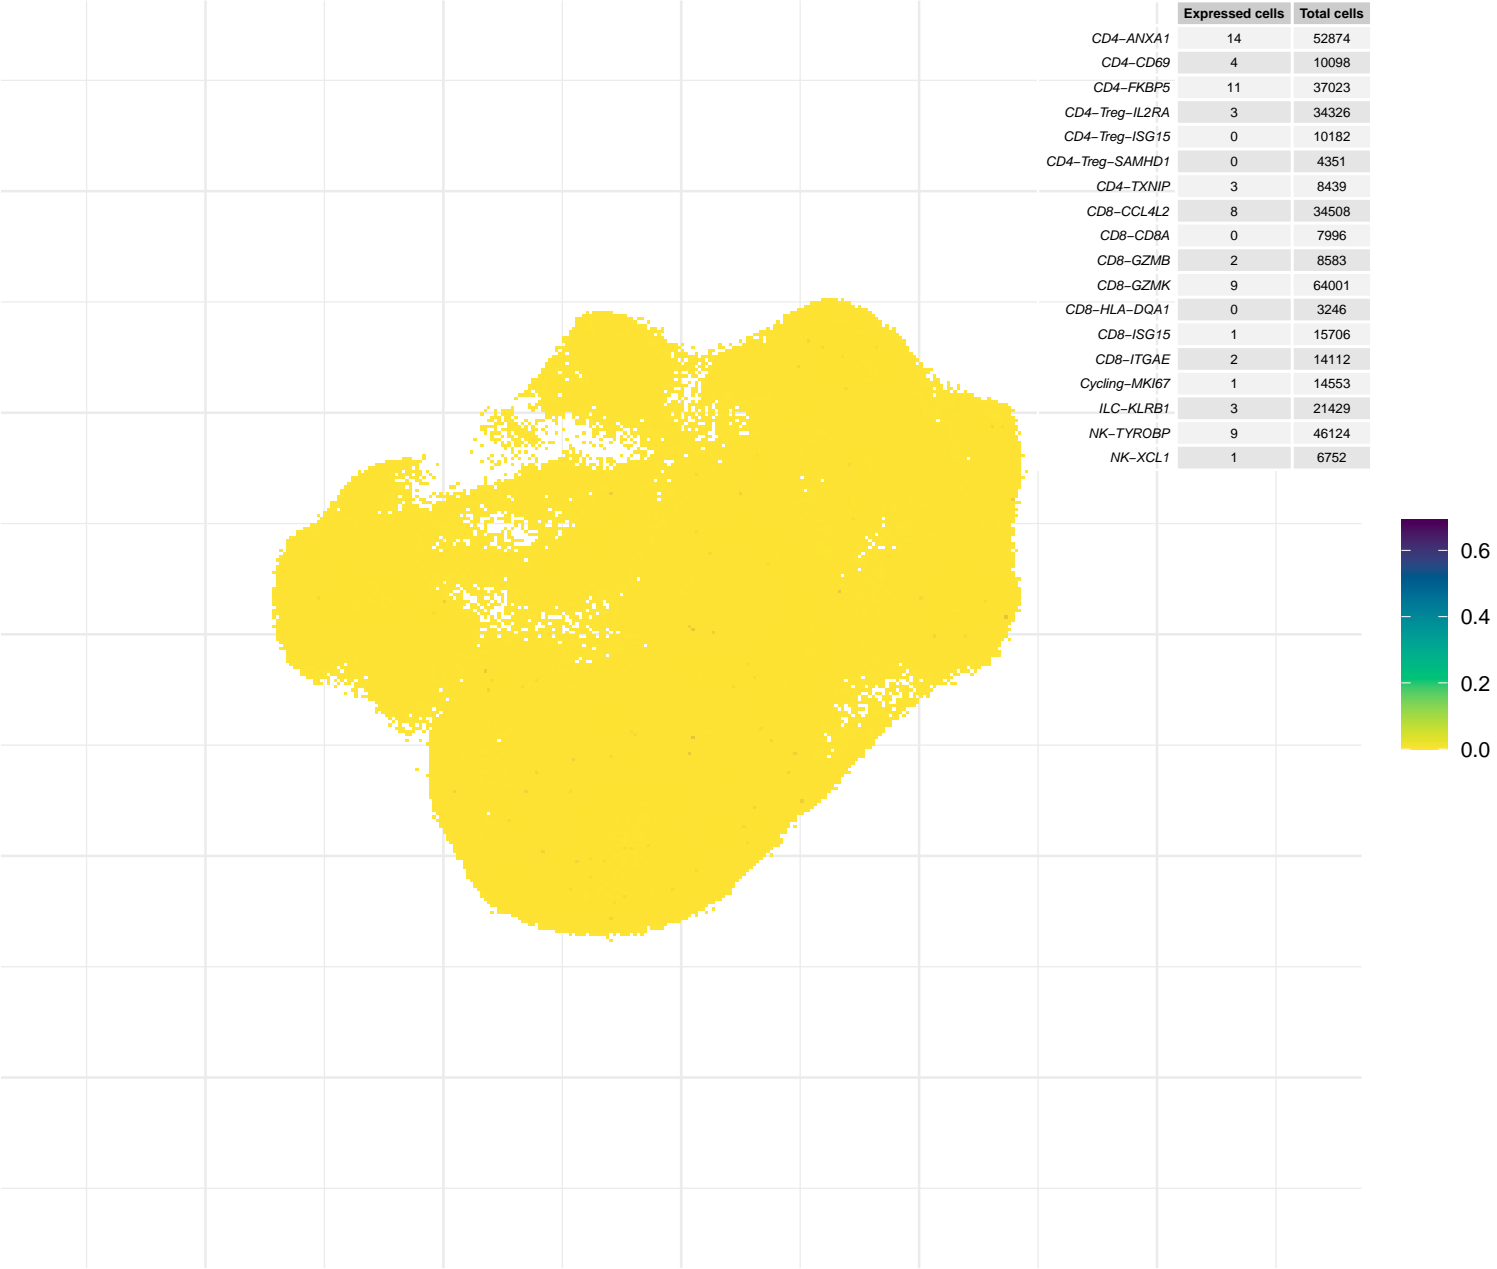 Expressed cells Total cells
CD4−ANXA1 14 52874
CD4−CD69 4 10098
CD4−FKBP5 11 37023
CD4−Treg−IL2RA 3 34326
CD4−Treg−ISG15 0 10182
CD4−Treg−SAMHD1 0 4351
CD4−TXNIP 3 8439
CD8−CCL4L2 8 34508
CD8−CD8A 0 7996
CD8−GZMB 2 8583
CD8−GZMK 9 64001
CD8−HLA−DQA1 0 3246
CD8−ISG15 1 15706
CD8−ITGAE 2 14112
Cycling−MKI67 1 14553
ILC−KLRB1 3 21429
NK−TYROBP 9 46124
NK−XCL1 1 6752
0.6
0.4
0.2
0.0